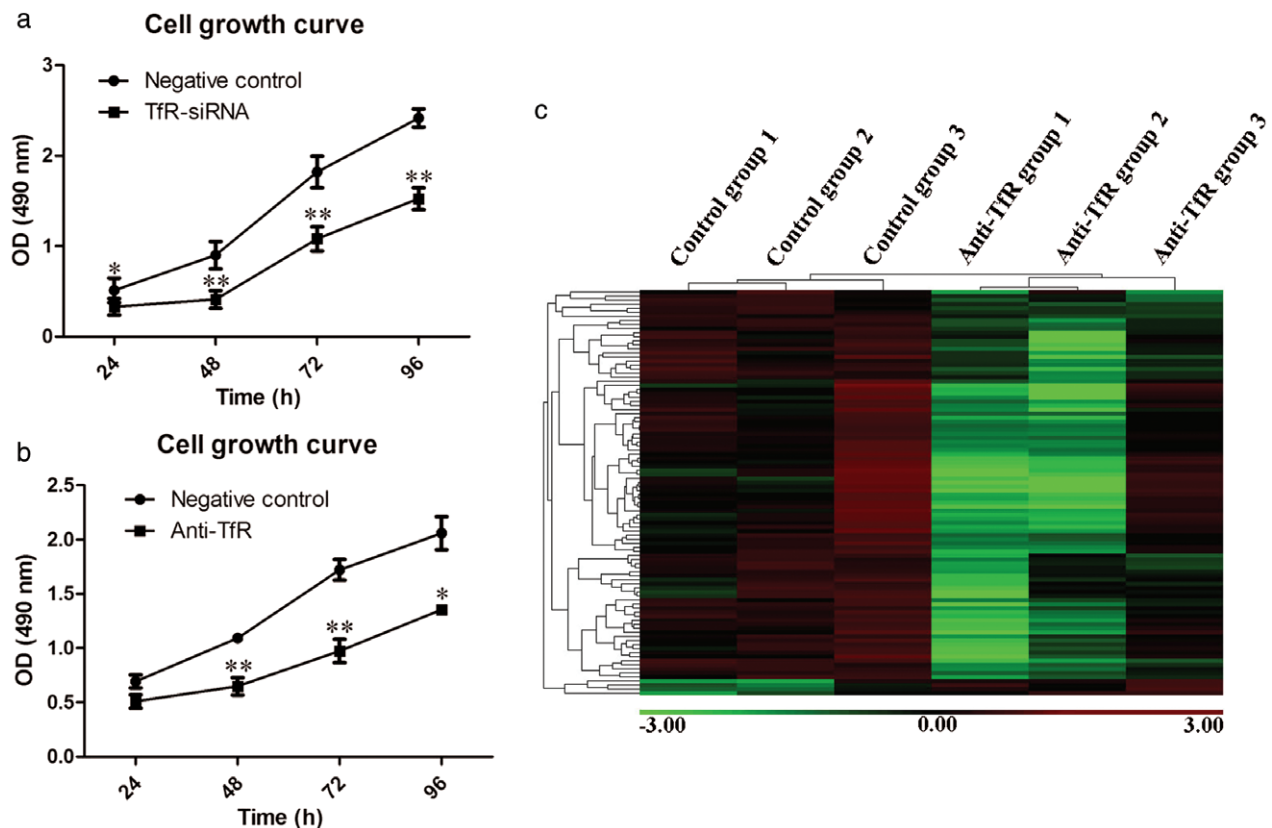 a
Cell growth curve
3
2
1
0
OD (490 nm)
Negative control
TfR-siRNA
*
**
**
**
24
48
72
96
Time (h)
b
Cell growth curve
2.5
2.0
1.5
1.0
0.5
0.0
OD (490 nm)
Negative control
Anti-TfR
**
**
*
24
48
72
96
Time (h)
c
Control group 1
Control group 2
Control group 3
Anti-TfR group 1
Anti-TfR group 2
Anti-TfR group 3
-3.00 0.00 3.00